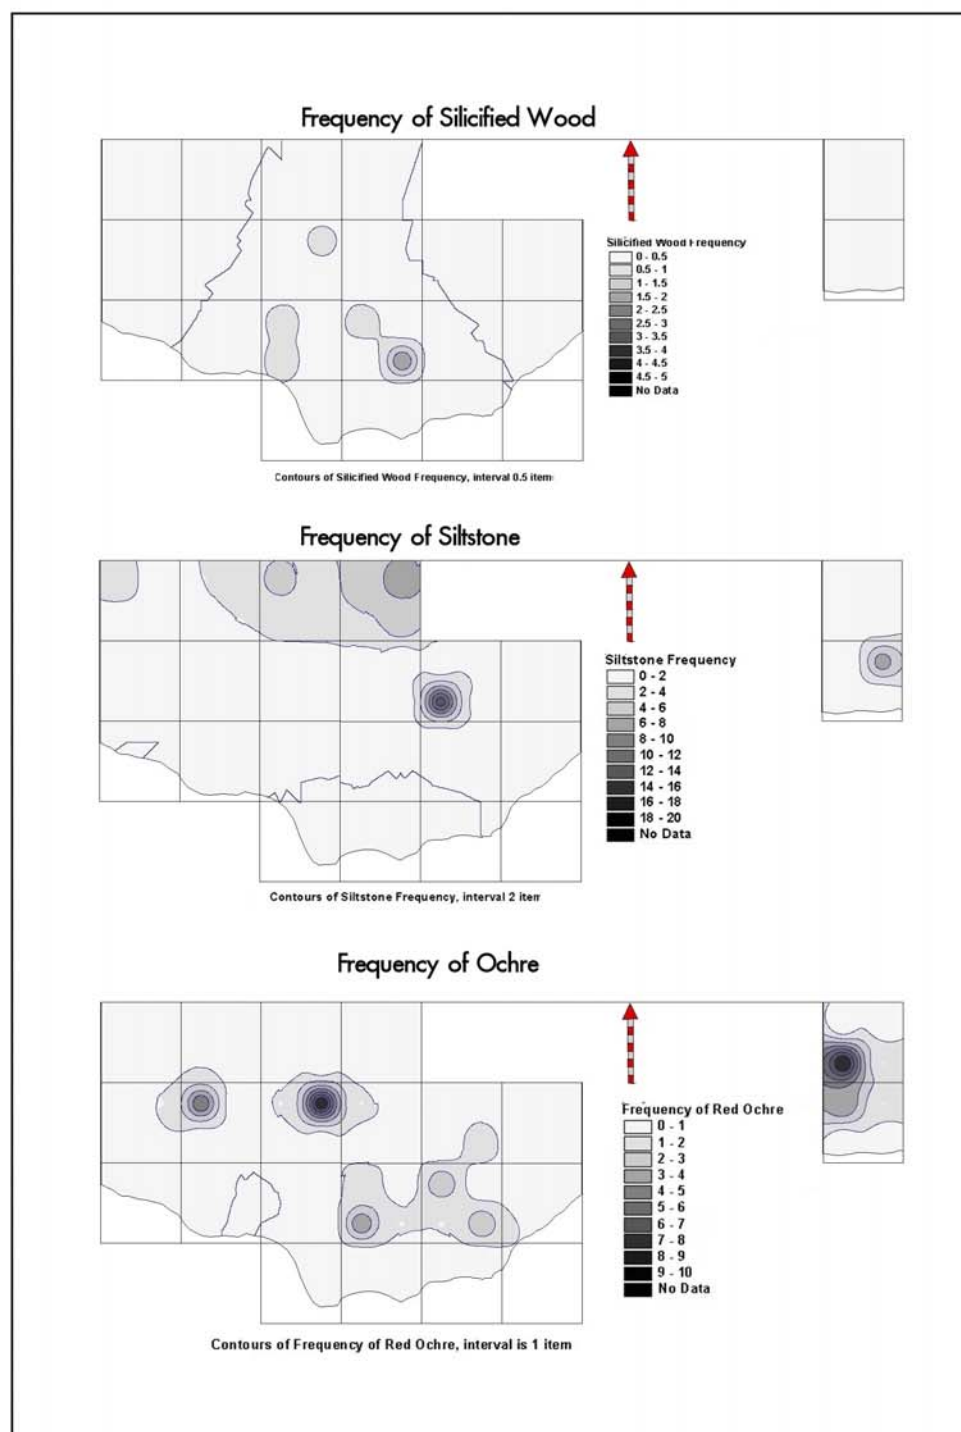 Frequency of Silicified Wood
Silicified Wood Frequency
0 - 0.5
0.5 - 1
1 - 1.5
1.5 - 2
2 - 2.5
2.5 - 3
3 - 3.5
3.5 - 4
4 - 4.5
4.5 - 5
No Data
Contours of Silicified Wood Frequency, interval 0.5 item
Frequency of Siltstone
Siltstone Frequency
0 - 2
2 - 4
4 - 6
6 - 8
8 - 10
10 - 12
12 - 14
14 - 16
16 - 18
18 - 20
No Data
Contours of Siltstone Frequency, interval 2 item
Frequency of Ochre
Frequency of Red Ochre
0 - 1
1 - 2
2 - 3
3 - 4
4 - 5
5 - 6
6 - 7
7 - 8
8 - 9
9 - 10
No Data
Contours of Frequency of Red Ochre, interval is 1 item